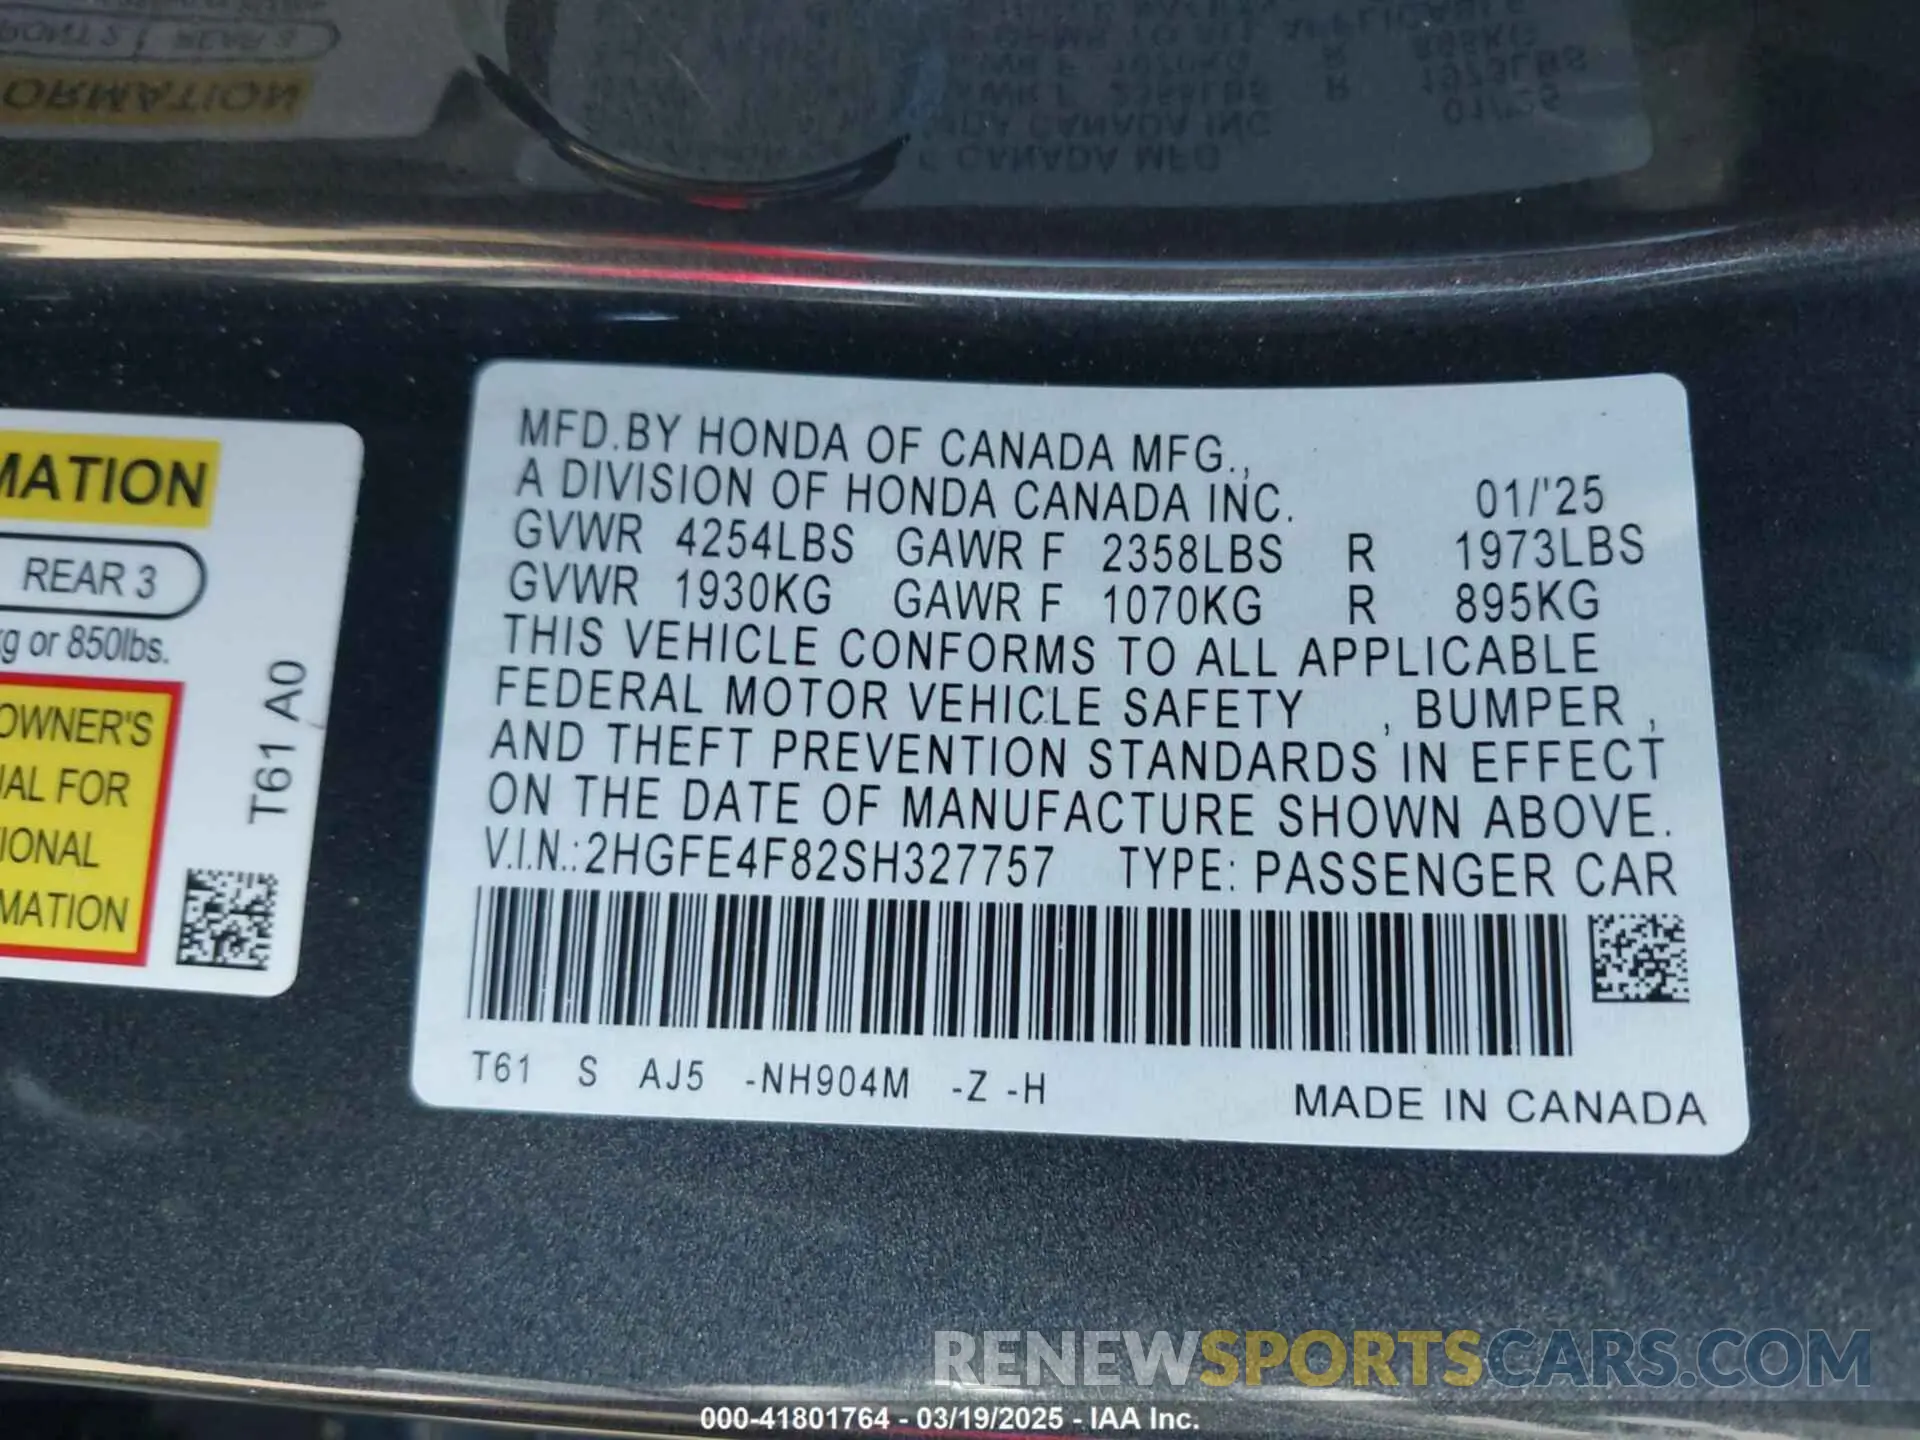 MATION
REAR 3
kg or 850lbs.
OWNER'S
UAL FOR
IONAL
MATION
T61 A0
MFD.BY HONDA OF CANADA MFG.,
A DIVISION OF HONDA CANADA INC. 01/'25
GVWR 4254LBS GAWR F 2358LBS R 1973LBS
GVWR 1930KG GAWR F 1070KG R 895KG
THIS VEHICLE CONFORMS TO ALL APPLICABLE
FEDERAL MOTOR VEHICLE SAFETY , BUMPER ,
AND THEFT PREVENTION STANDARDS IN EFFECT
ON THE DATE OF MANUFACTURE SHOWN ABOVE.
V.I.N.:2HGFE4F82SH327757 TYPE: PASSENGER CAR
T61 S AJ5 -NH904M -Z -H
MADE IN CANADA
RENEWSPORTSCARS.COM
000-41801764 - 03/19/2025 - IAA Inc.